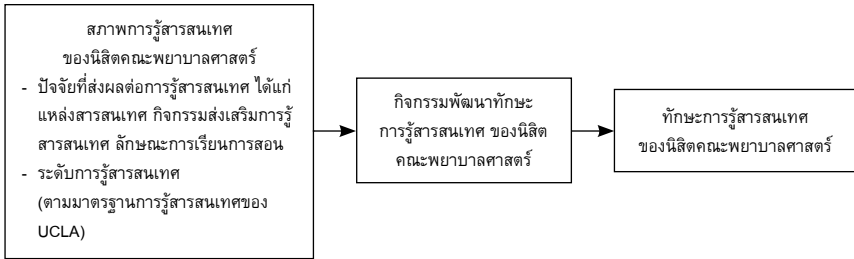 สภาพการรู้สารสนเทศ
ของนิสิตคณะพยาบาลศาสตร์
- ปัจจัยที่ส่งผลต่อการรู้สารสนเทศ ได้แก่
แหล่งสารสนเทศ กิจกรรมส่งเสริมการรู้
สารสนเทศ ลักษณะการเรียนการสอน
- ระดับการรู้สารสนเทศ
(ตามมาตรฐานการรู้สารสนเทศของ
UCLA)
กิจกรรมพัฒนาทักษะ
การรู้สารสนเทศ ของนิสิต
คณะพยาบาลศาสตร์
ทักษะการรู้สารสนเทศ
ของนิสิตคณะพยาบาลศาสตร์